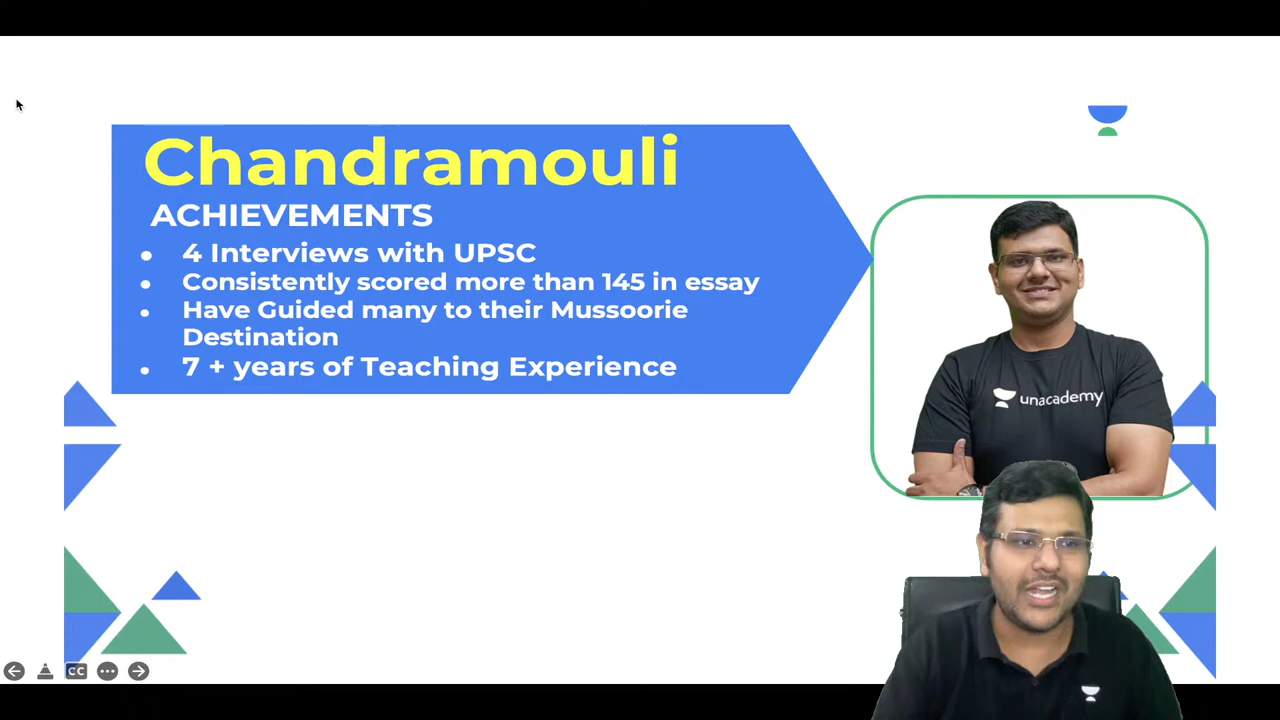 Chandramouli
ACHIEVEMENTS
• 4 Interviews with UPSC
• Consistently scored more than 145 in essay
• Have Guided many to their Mussoorie
Destination
• 7 + years of Teaching Experience
unacademy
CC